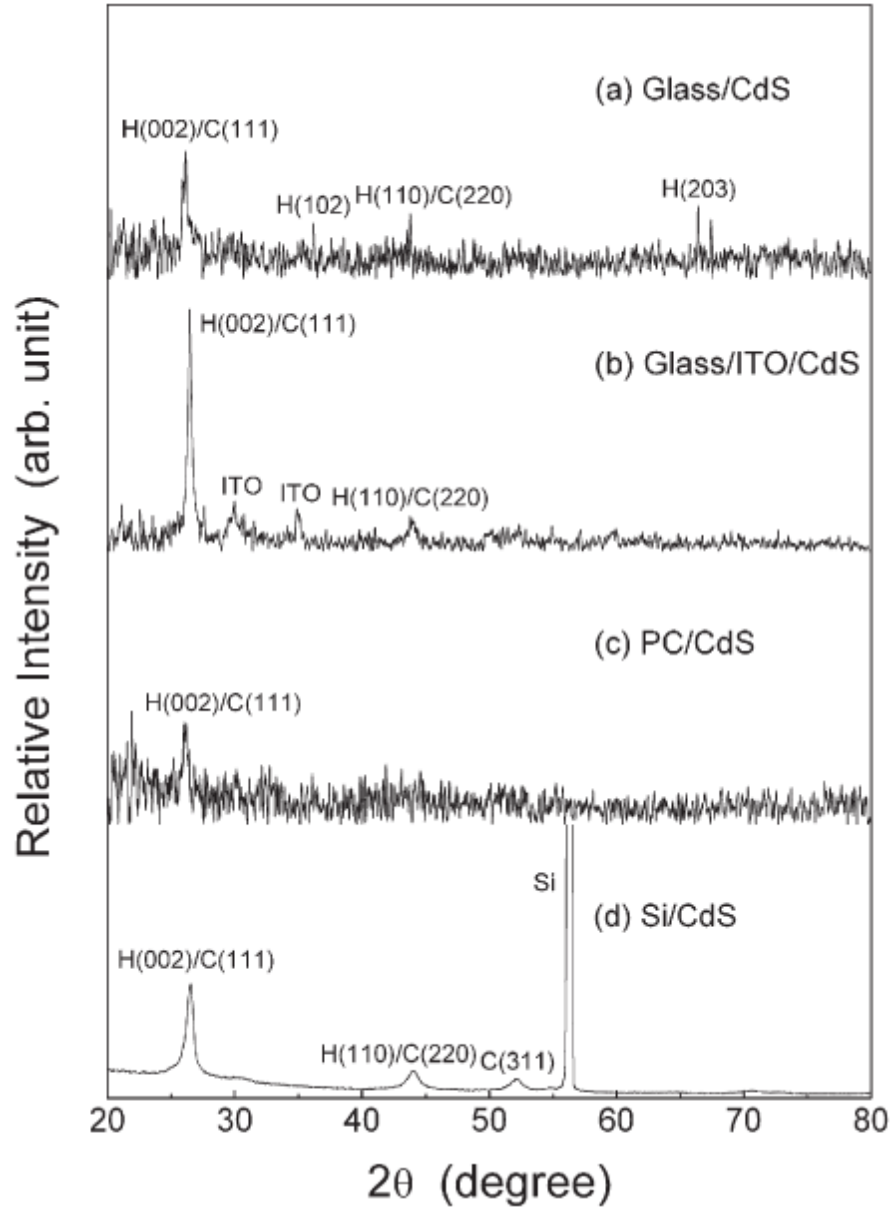 (a) Glass/CdS
H(002)/C(111)
H(102)
H(110)/C(220)
H(203)
H(002)/C(111)
(b) Glass/ITO/CdS
ITO
ITO
H(110)/C(220)
(c) PC/CdS
H(002)/C(111)
Si
(d) Si/CdS
H(002)/C(111)
H(110)/C(220)
C(311)
20 30 40 50 60 70 80
2θ (degree)
Relative Intensity (arb. unit)